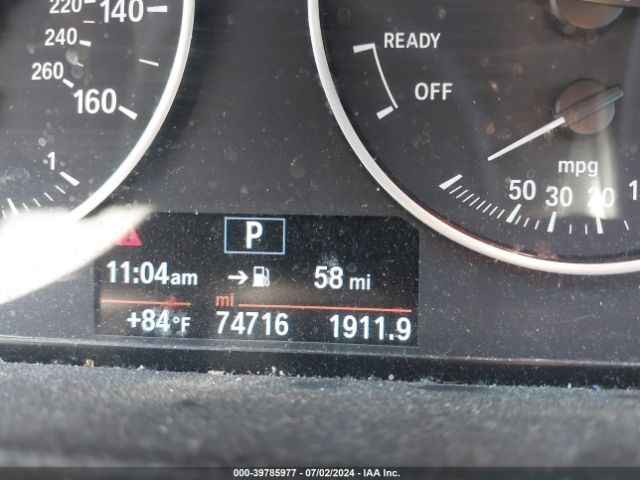 220 140
240
260
160
1
READY
OFF
mpg
50 30 20 1
P
11:04am 58 mi
mi
+84°F 74716 1911.9
000-39785977 - 07/02/2024 - IAA Inc.